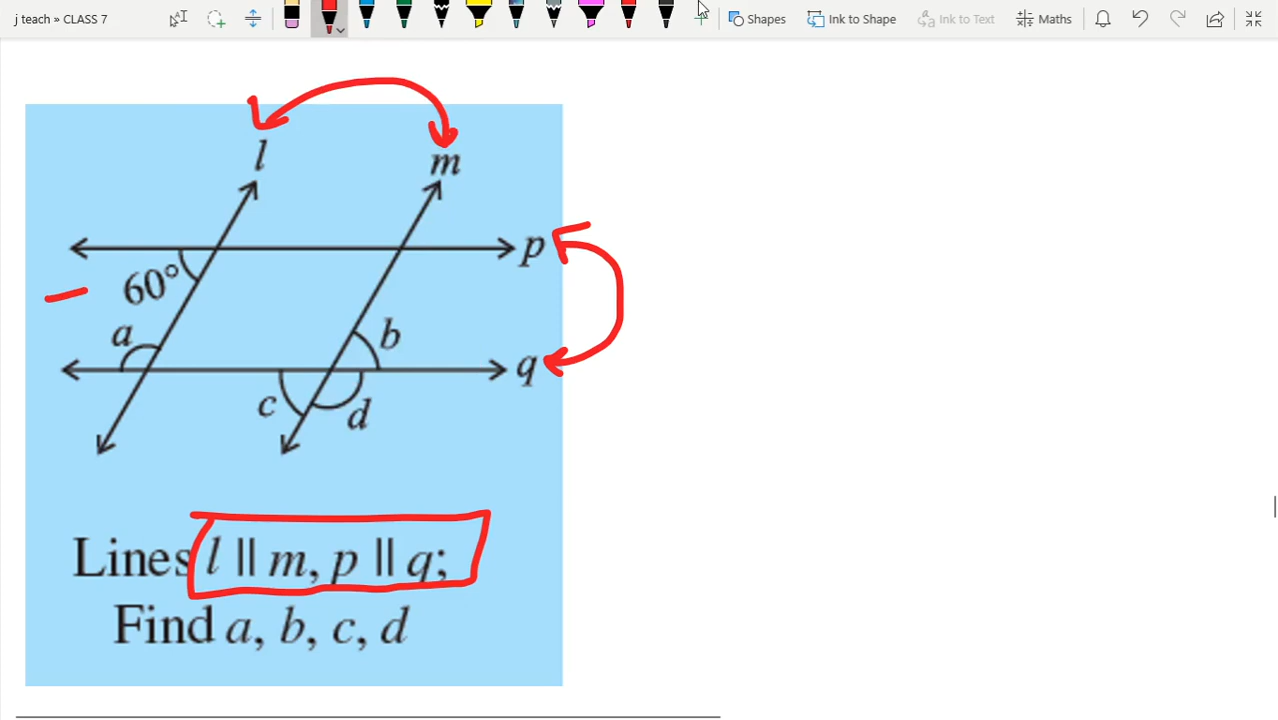 j teach » CLASS 7
Shapes
Ink to Shape
Ink to Text
Maths
l
m
p
60°
a
b
q
c
d
Lines l || m, p || q;
Find a, b, c, d